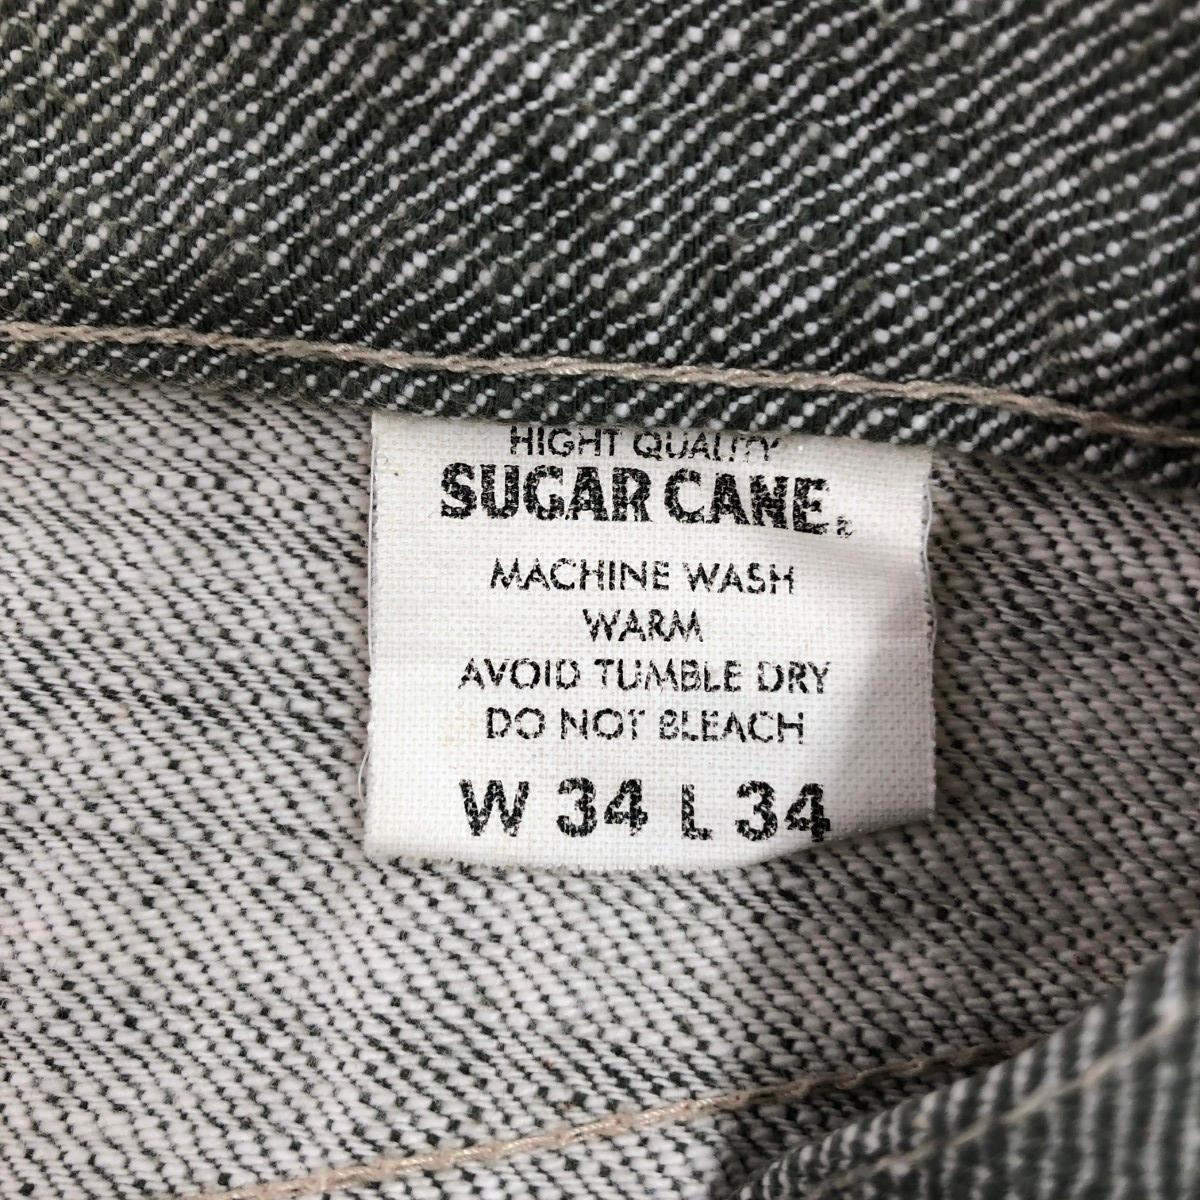 HIGHT QUALITY
SUGAR CANE®
MACHINE WASH
WARM
AVOID TUMBLE DRY
DO NOT BLEACH
W 34 L 34